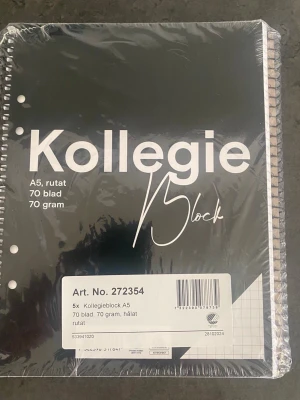 Kollegie
A5, rutat
70 blad
70 gram
Block
Art. No. 272354
5x Kollegieblock A5
70 blad, 70 gram, hålat
rutat